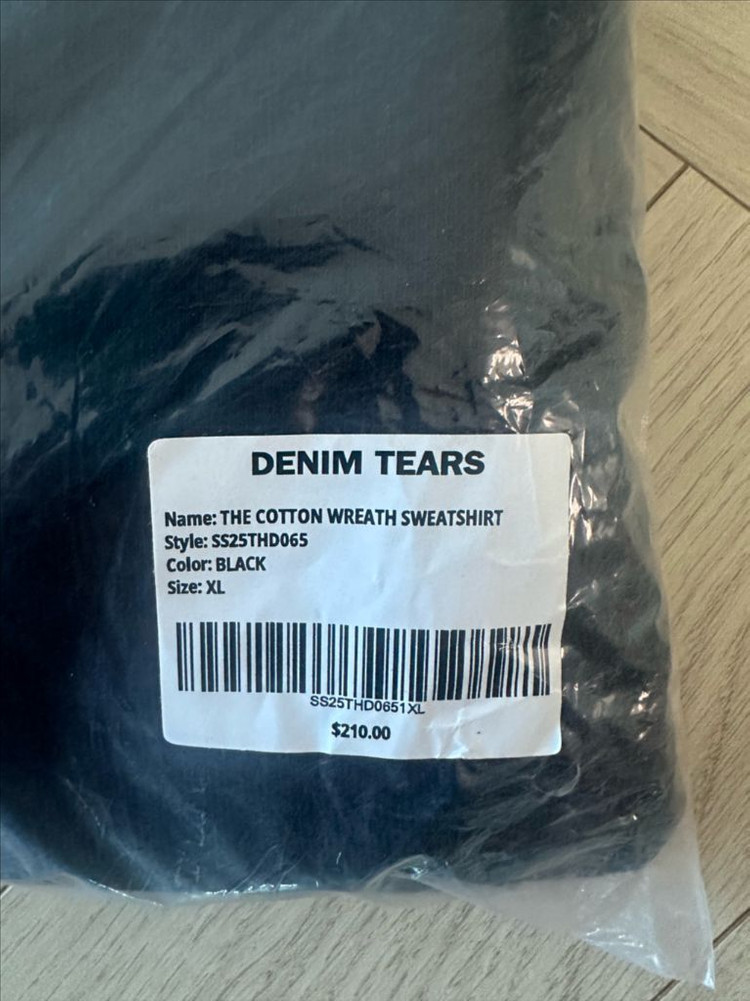 DENIM TEARS
Name: THE COTTON WREATH SWEATSHIRT
Style: SS25THD065
Color: BLACK
Size: XL
SS25THD0651XL
$210.00